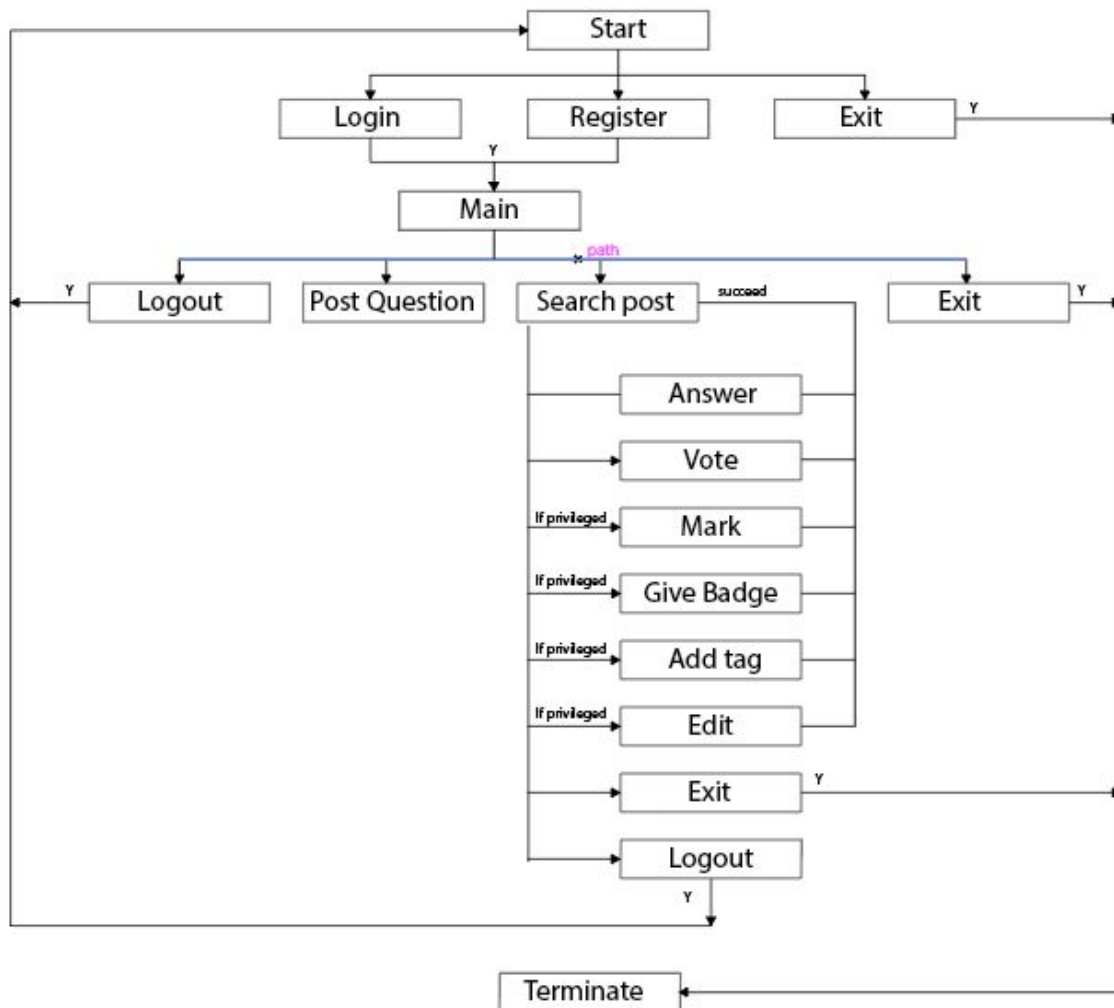 Start
Login
Register
Exit
Y
Y
Main
path
Y
Logout
Post Question
Search post
succeed
Exit
Y
Answer
Vote
If privileged
Mark
If privileged
Give Badge
If privileged
Add tag
If privileged
Edit
Exit
Y
Logout
Y
Terminate